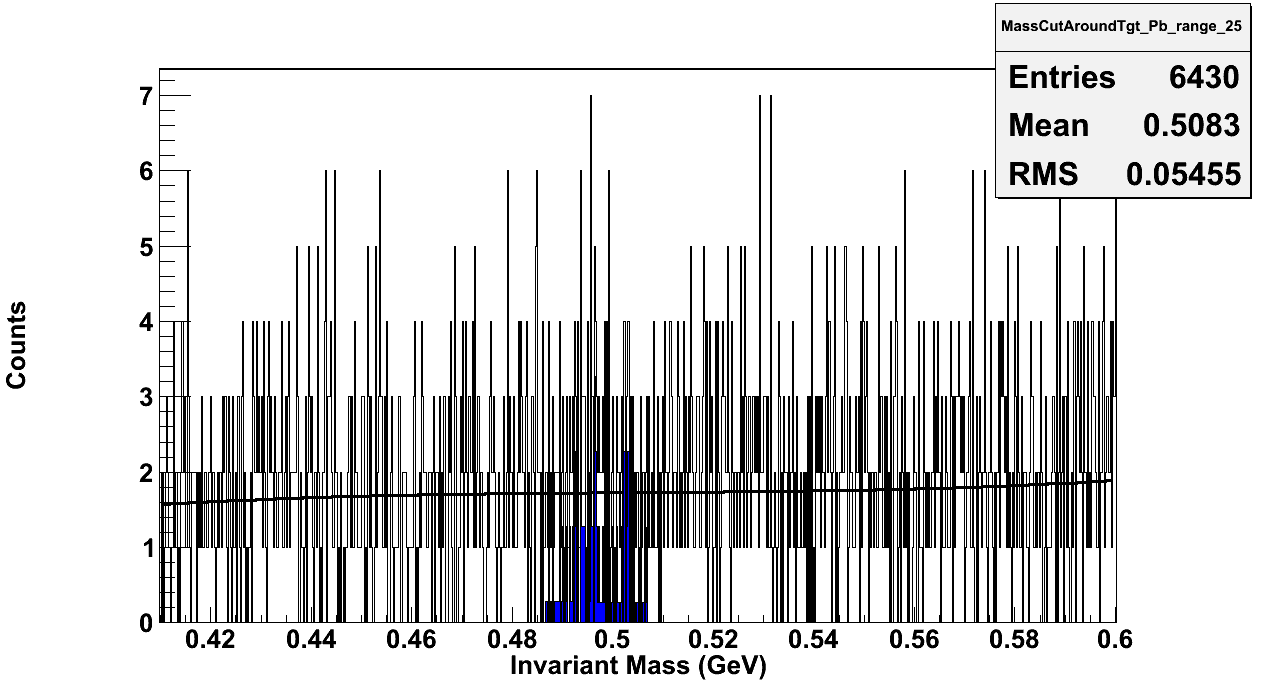 MassCutAroundTgt_Pb_range_25
Entries 6430
Mean 0.5083
RMS 0.05455
Counts
7
6
5
4
3
2
1
0
0.42 0.44 0.46 0.48 0.5 0.52 0.54 0.56 0.58 0.6
Invariant Mass (GeV)